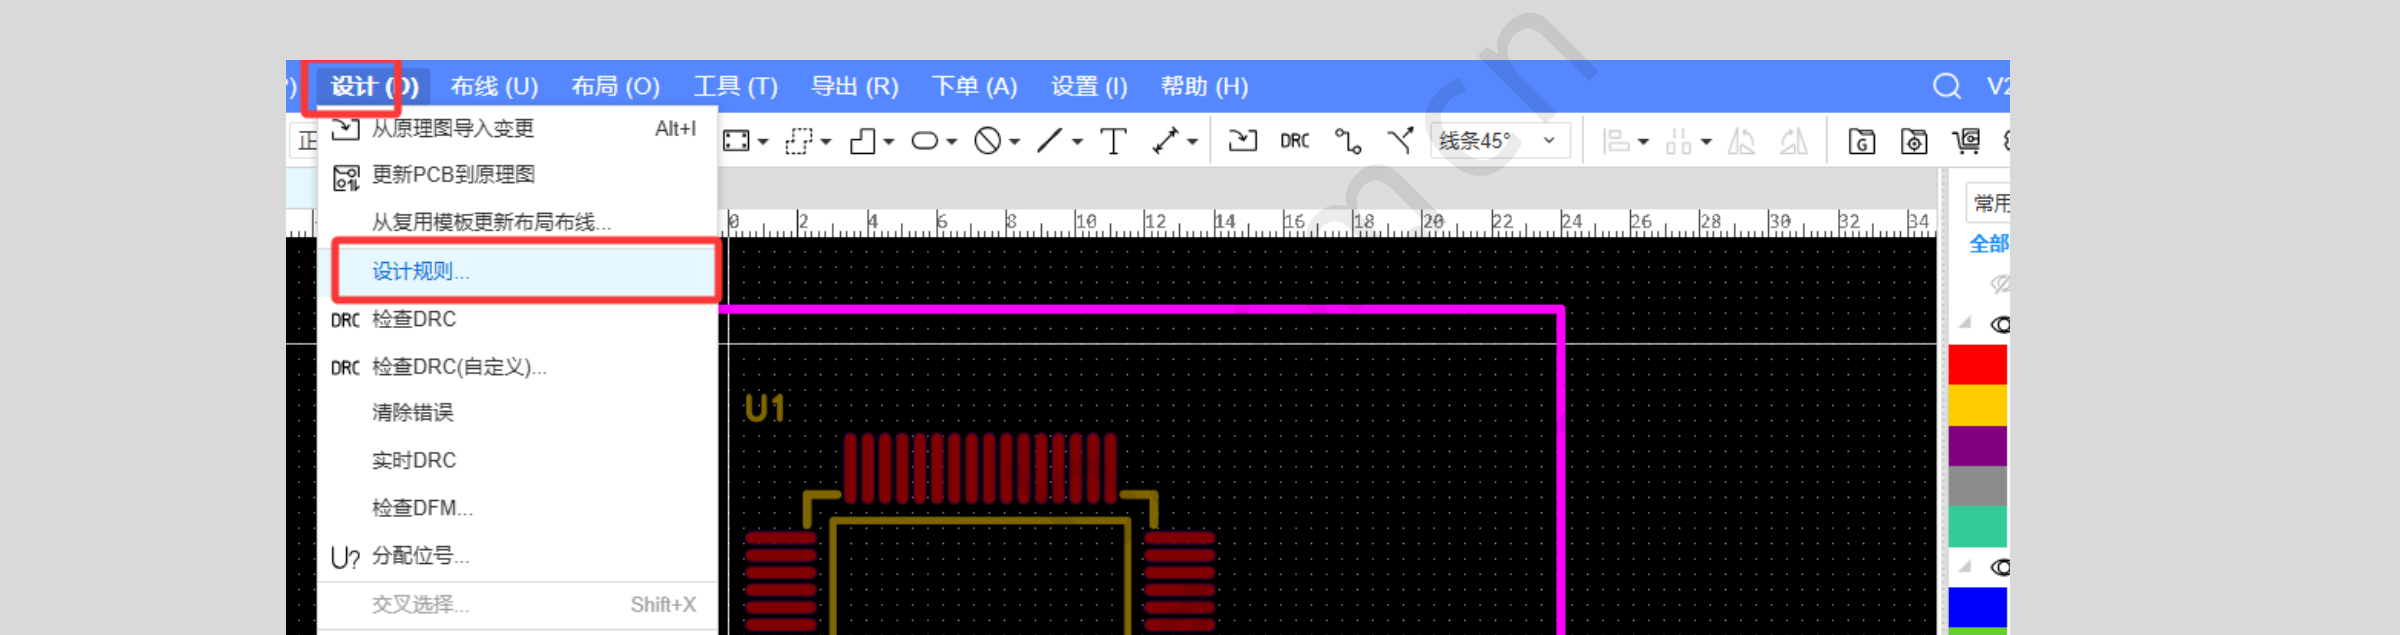 设计 (D) 布线 (U) 布局 (O) 工具 (T) 导出 (R) 下单 (A) 设置 (I) 帮助 (H)
从原理图导入变更 Alt+I
DRC 线条45°
更新PCB到原理图
常用
从复用模板更新布局布线...
0 2 4 6 8 10 12 14 16 18 20 22 24 26 28 30 32 34
全部
设计规则...
DRC 检查DRC
DRC 检查DRC(自定义)...
清除错误
U1
实时DRC
检查DFM...
U? 分配位号...
交叉选择... Shift+X